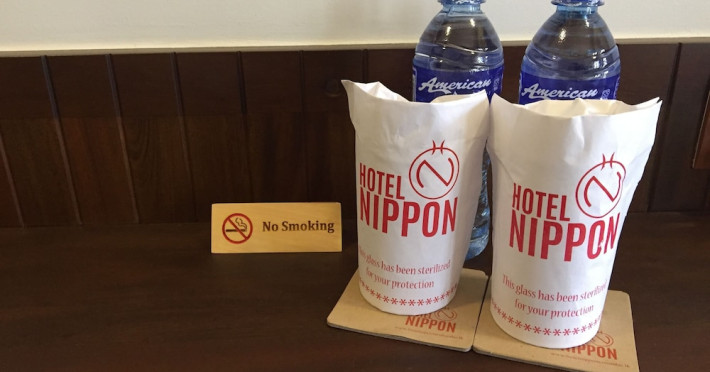 American
American
No Smoking
HOTEL
NIPPON
This glass has been sterilized
for your protection
HOTEL
NIPPON
This glass has been sterilized
for your protection
NIPPON
NIPPON